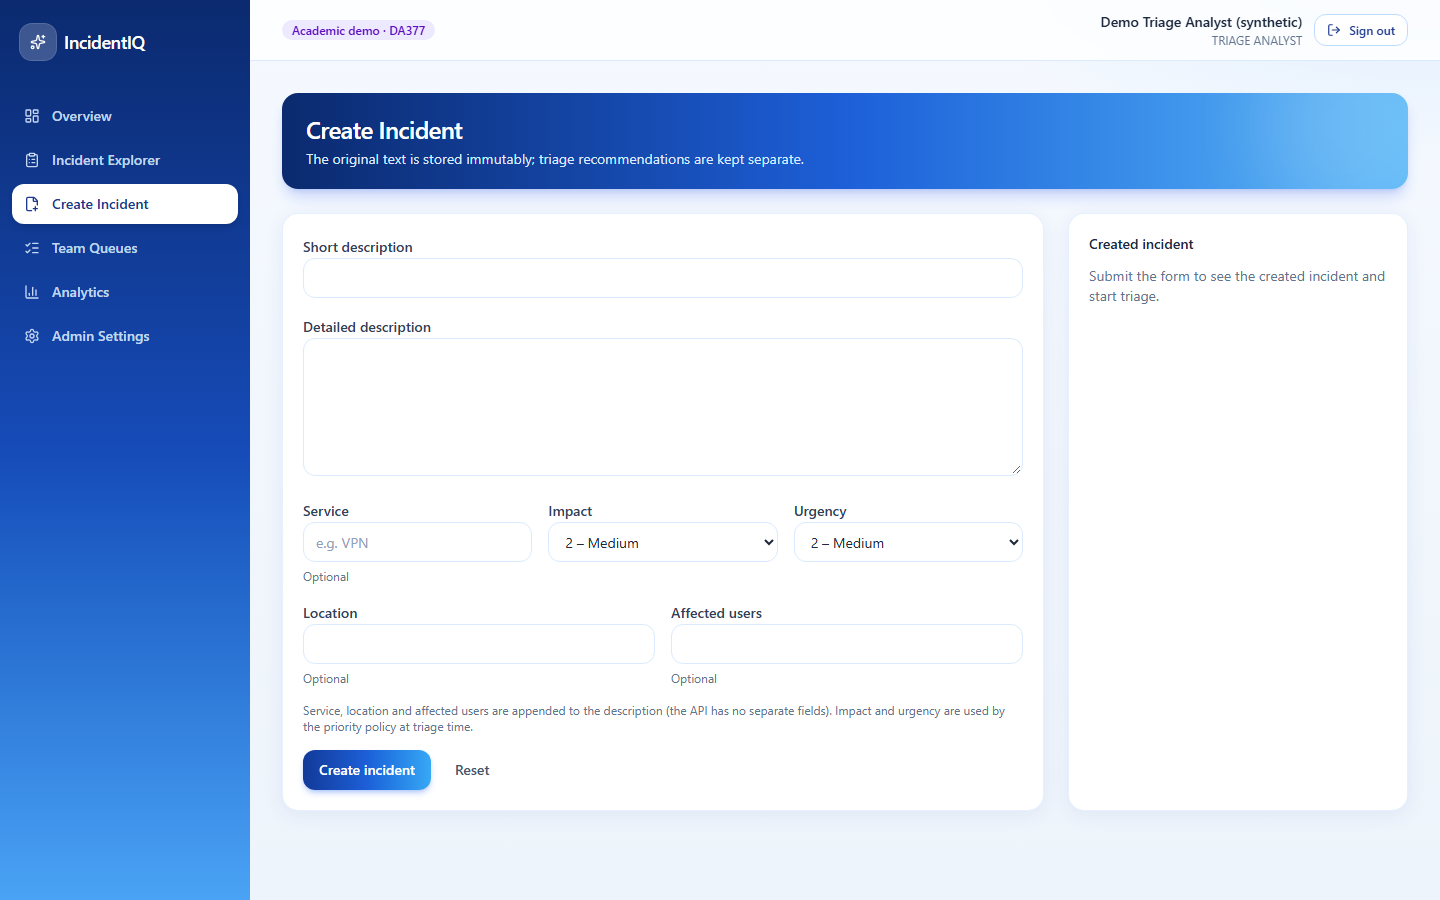 IncidentIQ
Overview
Incident Explorer
Create Incident
Team Queues
Analytics
Admin Settings
Academic demo · DA377
Demo Triage Analyst (synthetic)
TRIAGE ANALYST
Sign out
Create Incident
The original text is stored immutably; triage recommendations are kept separate.
Short description
Detailed description
Service
Impact
Urgency
e.g. VPN
2 – Medium
2 – Medium
Optional
Location
Affected users
Optional
Optional
Service, location and affected users are appended to the description (the API has no separate fields). Impact and urgency are used by
the priority policy at triage time.
Create incident
Reset
Created incident
Submit the form to see the created incident and
start triage.